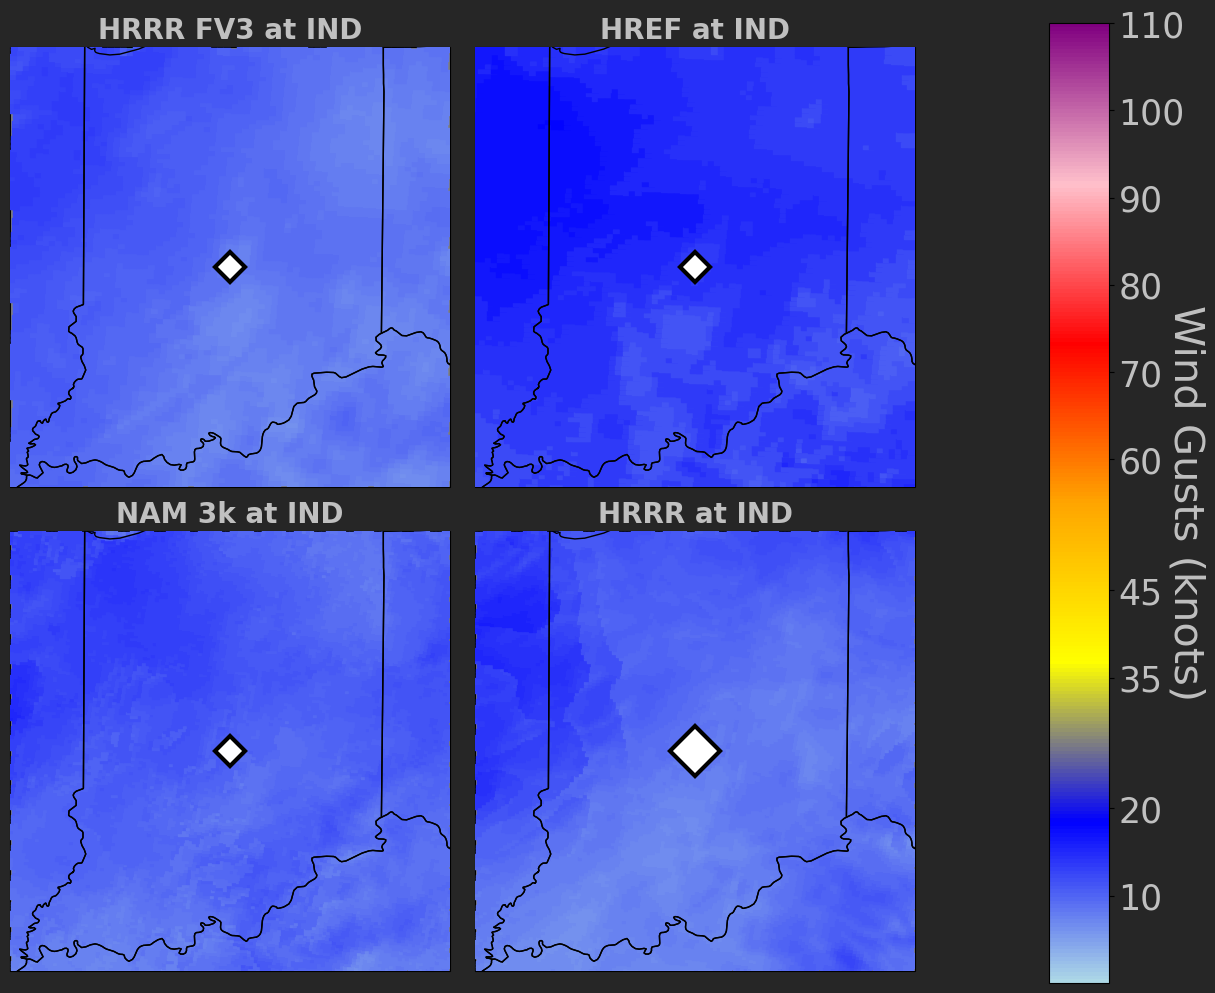 HRRR FV3 at IND
HREF at IND
NAM 3k at IND
HRRR at IND
110
100
90
80
70
60
45
35
20
10
Wind Gusts (knots)